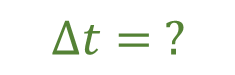 Δt = ?